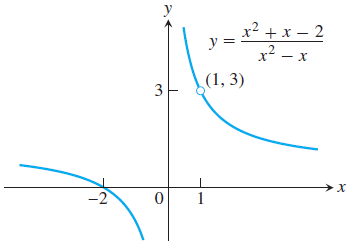 y
y = x² + x − 2 / x² − x
(1, 3)
3
−2 0 1 x